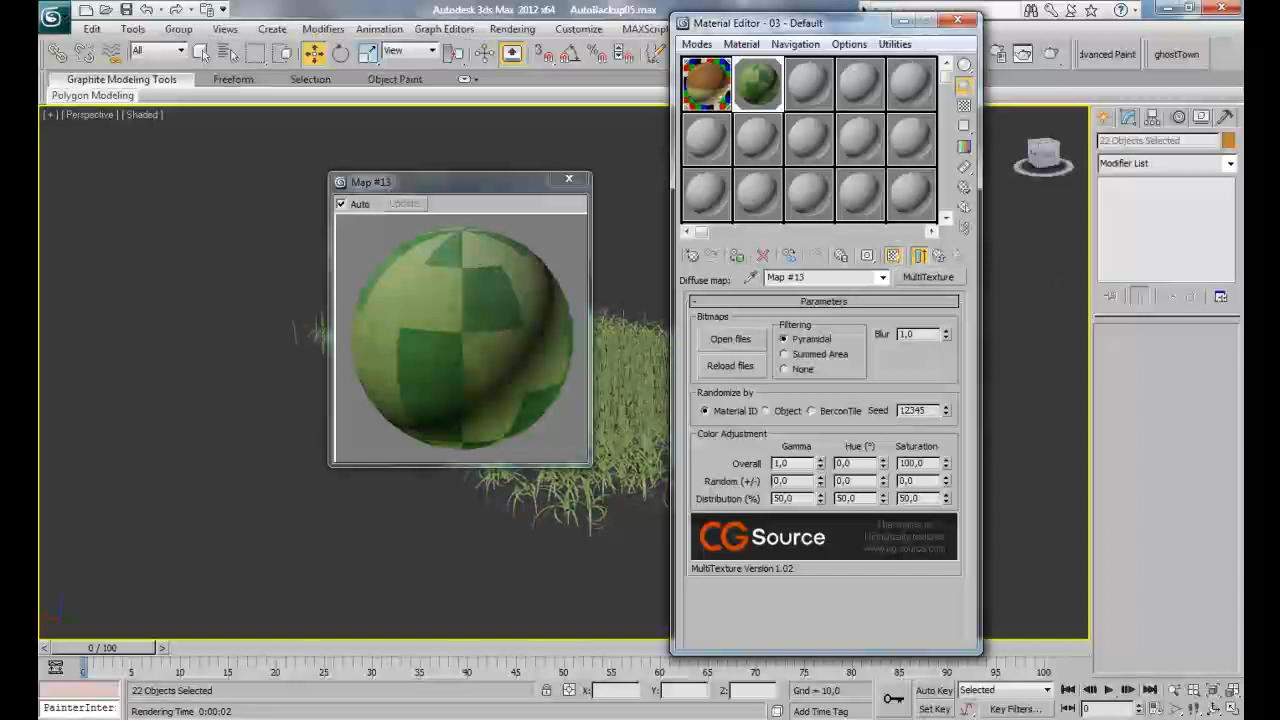 Autodesk 3ds Max 2012 x64 AutoBackup05.max
Edit Tools Group Create Modifiers Animation Graph Editors Rendering Customize MAXScript
All
View
dvanced Paint
ghostTown
Graphite Modeling Tools Freeform Selection Object Paint
Polygon Modeling
[ + ] [ Perspective ] [ Shaded ]
Map #13
Auto
Update
Material Editor - 03 - Default
Modes Material Navigation Options Utilities
Diffuse map: Map #13 MultiTexture
- Parameters
Bitmaps
Open files
Reload files
Filtering
Pyramidal
Summed Area
None
Blur 1,0
Randomize by
Material ID Object BerconTile Seed 12345
Color Adjustment
Gamma Hue (°) Saturation
Overall 1,0 0,0 100,0
Random (+/-) 0,0 0,0 0,0
Distribution (%) 50,0 50,0 50,0
CG Source
www.cg-source.com
MultiTexture Version 1.02
22 Objects Selected
Modifier List
< 0 / 100 >
0 5 10 15 20 25 30 35 40 45 50 55 60 65 70 75 80 85 90 95 100
22 Objects Selected X: Y: Z: Grid = 10,0 Auto Key Selected
PainterInter: Rendering Time 0:00:02 Add Time Tag Set Key Key Filters... 0